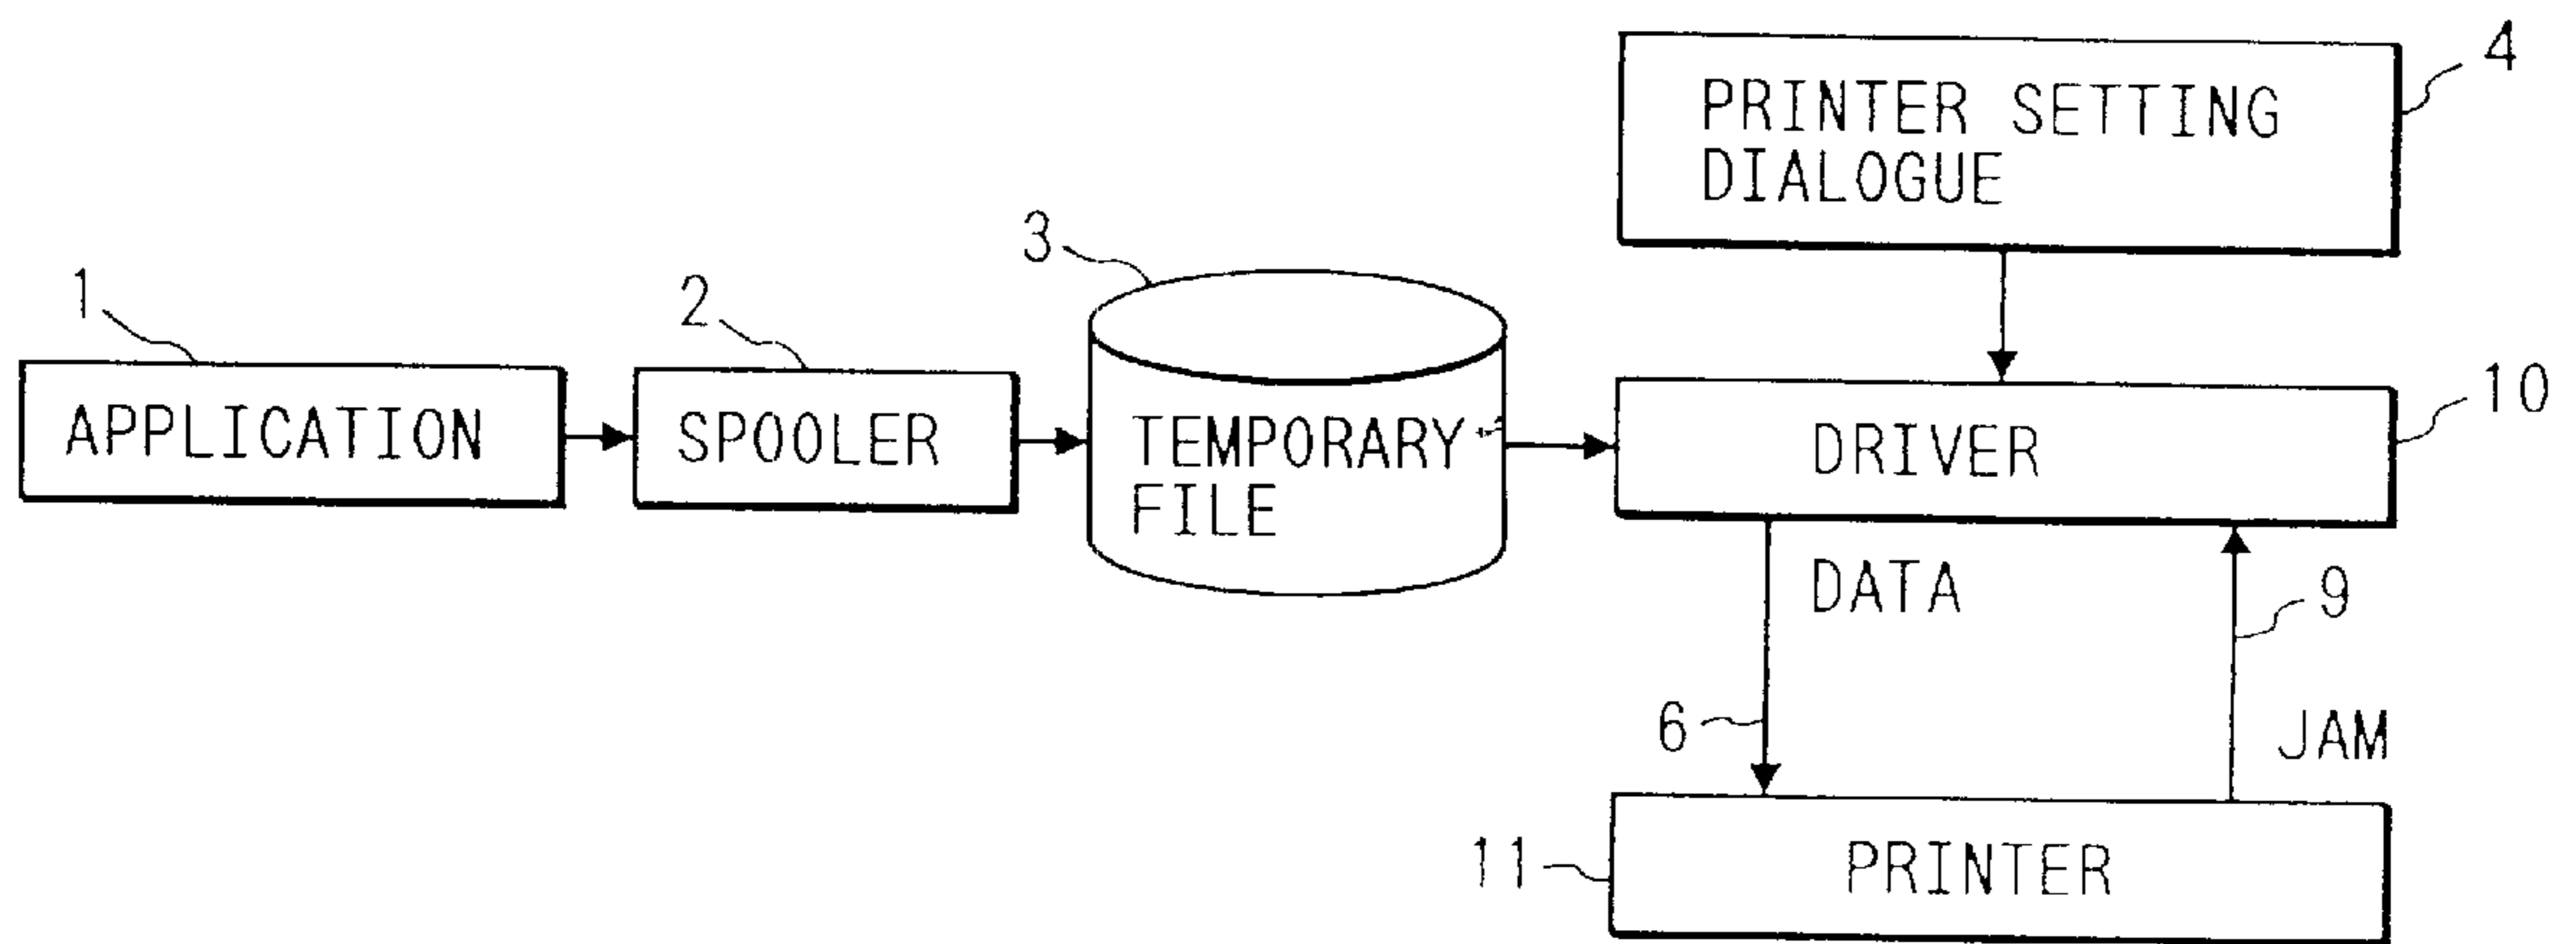 4
PRINTER SETTING
DIALOGUE
3
1
2
10
APPLICATION
SPOOLER
TEMPORARY
FILE
DRIVER
DATA
9
6
JAM
11
PRINTER